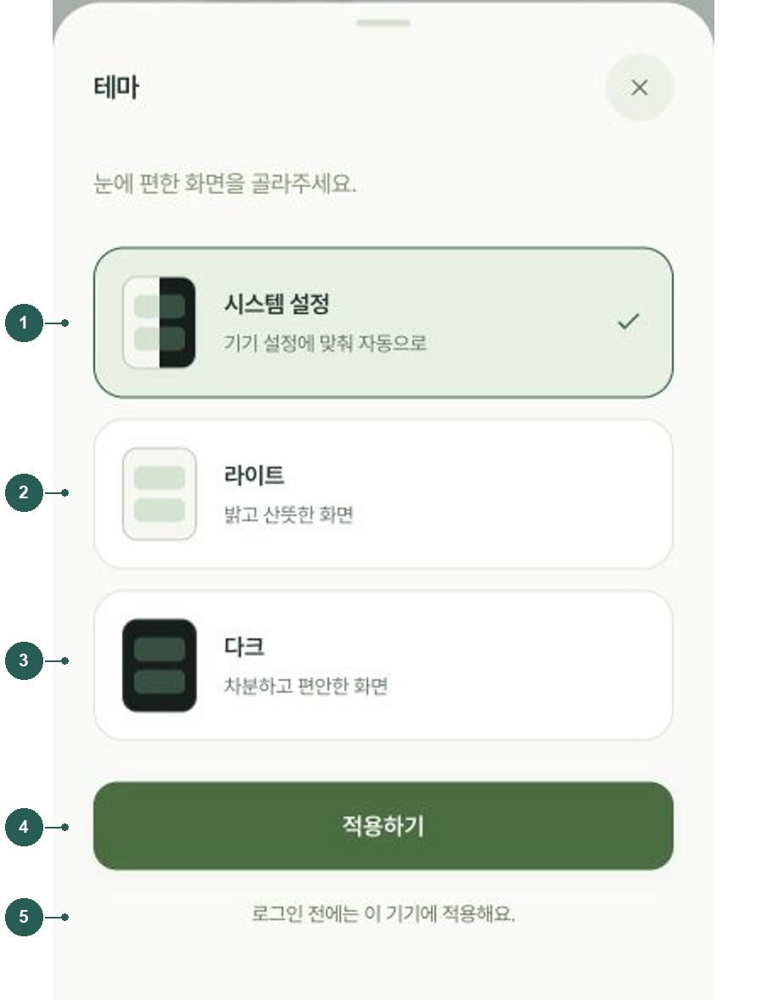 테마
눈에 편한 화면을 골라주세요.
1
시스템 설정
기기 설정에 맞춰 자동으로
2
라이트
밝고 산뜻한 화면
3
다크
차분하고 편안한 화면
4
적용하기
5
로그인 전에는 이 기기에 적용해요.